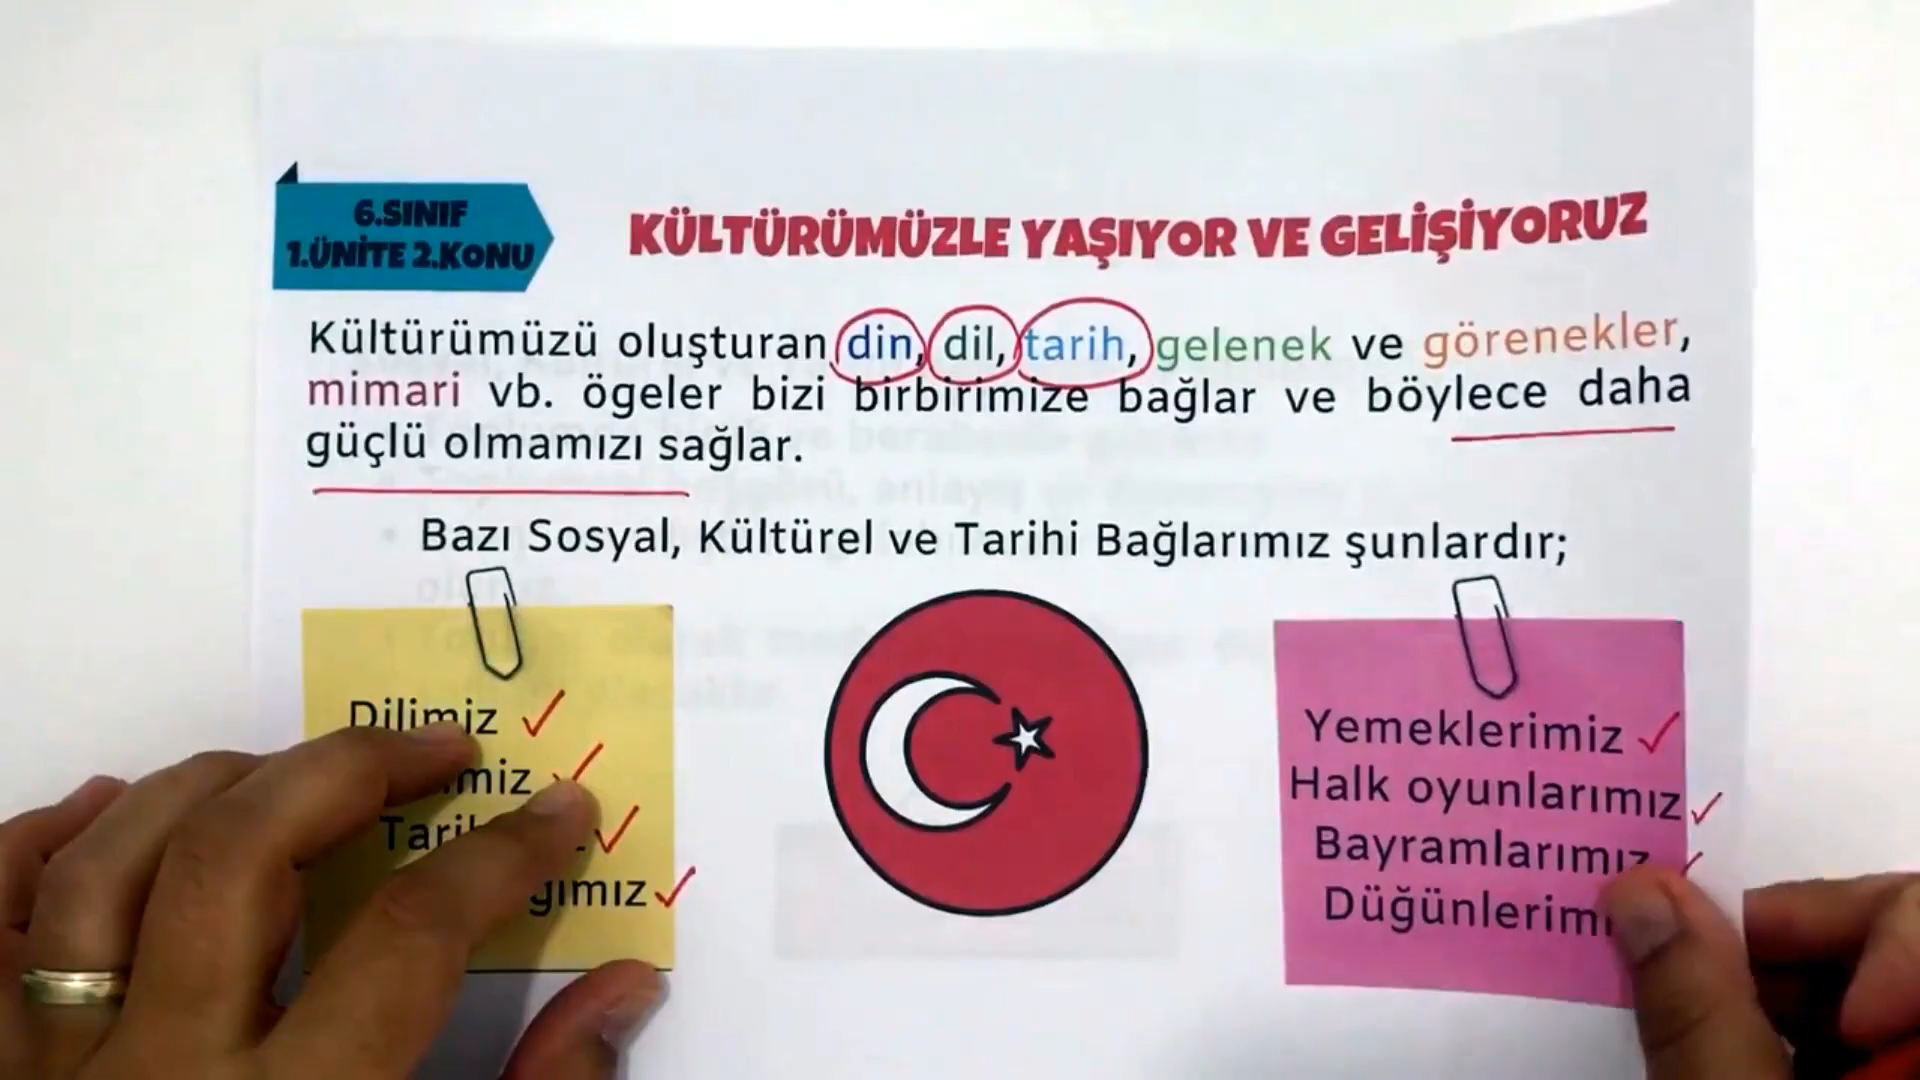 6.SINIF
1.ÜNİTE 2.KONU
KÜLTÜRÜMÜZLE YAŞIYOR VE GELİŞİYORUZ
Kültürümüzü oluşturan din, dil, tarih, gelenek ve görenekler,
mimari vb. ögeler bizi birbirimize bağlar ve böylece daha
güçlü olmamızı sağlar.
Bazı Sosyal, Kültürel ve Tarihi Bağlarımız şunlardır;
Dilimiz
Yemeklerimiz
Halk oyunlarımız
Bayramlarımız